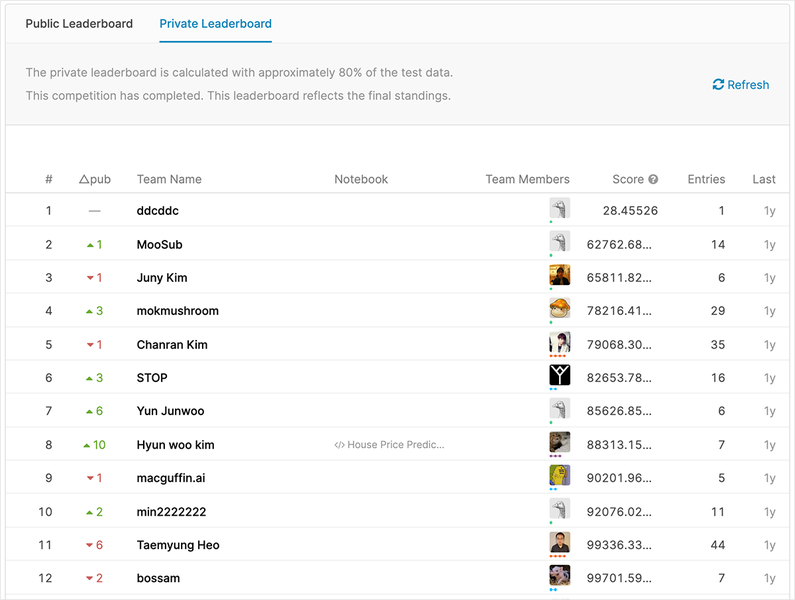 Public Leaderboard Private Leaderboard
The private leaderboard is calculated with approximately 80% of the test data.
This competition has completed. This leaderboard reflects the final standings.
Refresh
# △pub Team Name Notebook Team Members Score ? Entries Last
1 — ddcddc 28.45526 1 1y
2 ▲1 MooSub 62762.68... 14 1y
3 ▼1 Juny Kim 65811.82... 6 1y
4 ▲3 mokmushroom 78216.41... 29 1y
5 ▼1 Chanran Kim 79068.30... 35 1y
6 ▲3 STOP 82653.78... 16 1y
7 ▲6 Yun Junwoo 85626.85... 6 1y
8 ▲10 Hyun woo kim </> House Price Predic... 88313.15... 7 1y
9 ▼1 macguffin.ai 90201.96... 5 1y
10 ▲2 min2222222 92076.02... 11 1y
11 ▼6 Taemyung Heo 99336.33... 44 1y
12 ▼2 bossam 99701.59... 7 1y